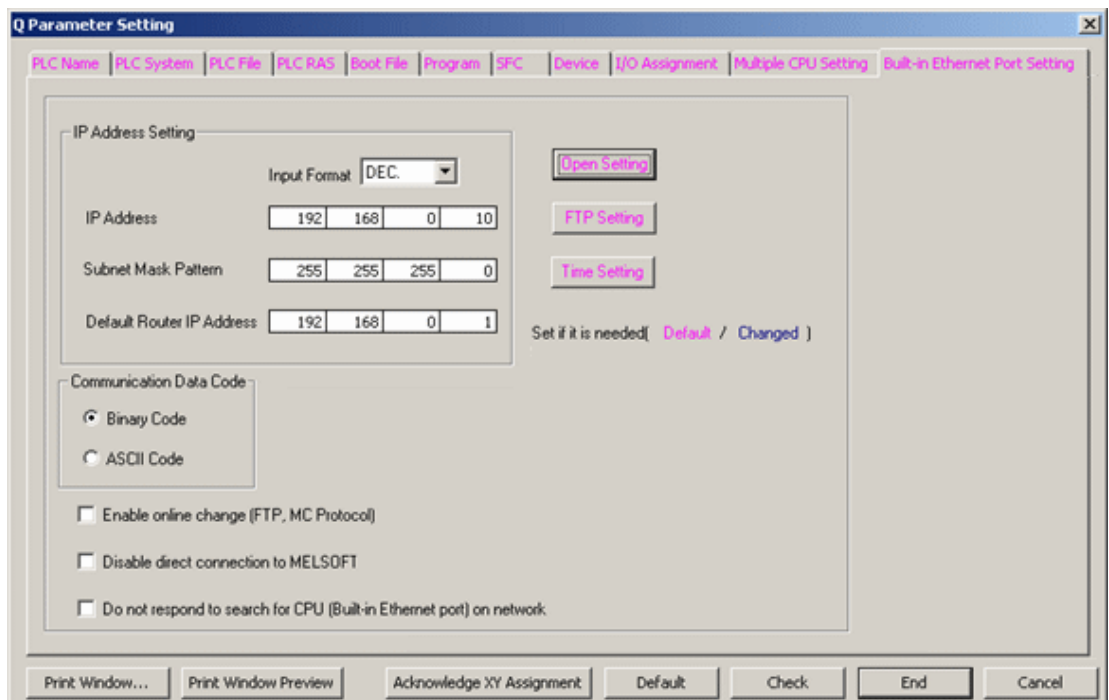 Q Parameter Setting
PLC Name PLC System PLC File PLC RAS Boot File Program SFC Device I/O Assignment Multiple CPU Setting Built-in Ethernet Port Setting
IP Address Setting
Input Format DEC.
Open Setting
IP Address 192 168 0 10
FTP Setting
Subnet Mask Pattern 255 255 255 0
Time Setting
Default Router IP Address 192 168 0 1
Set if it is needed( Default / Changed )
Communication Data Code
Binary Code
ASCII Code
Enable online change (FTP, MC Protocol)
Disable direct connection to MELSOFT
Do not respond to search for CPU (Built-in Ethernet port) on network
Print Window... Print Window Preview Acknowledge XY Assignment Default Check End Cancel